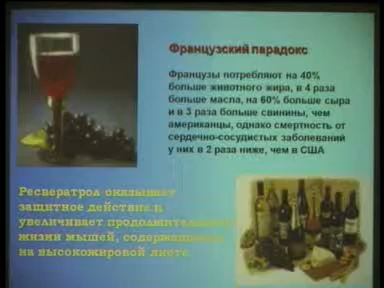 Французский парадокс
Французы потребляют на 40%
больше животного жира, в 4 раза
больше масла, на 60% больше сыра
и в 3 раза больше свинины, чем
американцы, однако смертность от
сердечно-сосудистых заболеваний
у них в 2 раза ниже, чем в США
Ресвератрол оказывает
защитное действие и
увеличивает продолжительность
жизни мышей, содержащихся
на высокожировой диете